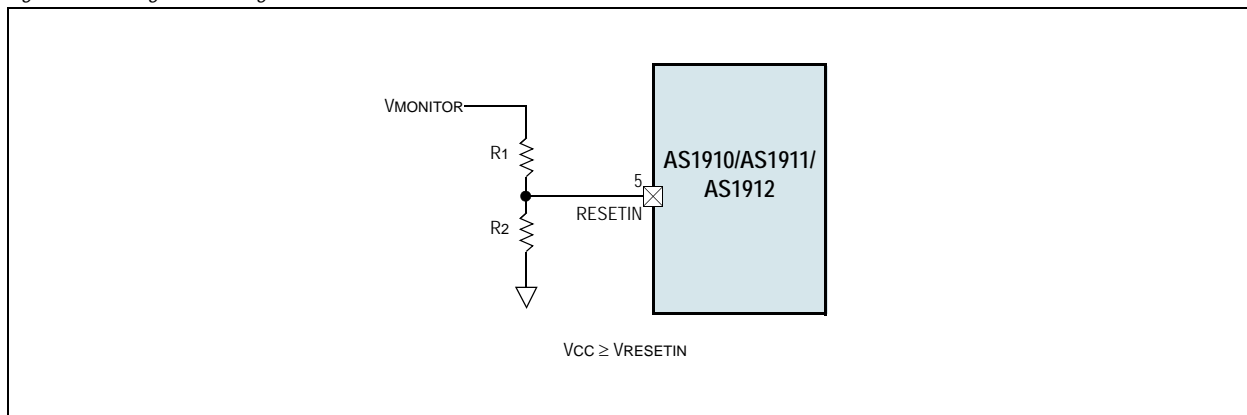 VMONITOR
R1
5
AS1910/AS1911/
AS1912
RESETIN
R2
VCC ≥ VRESETIN